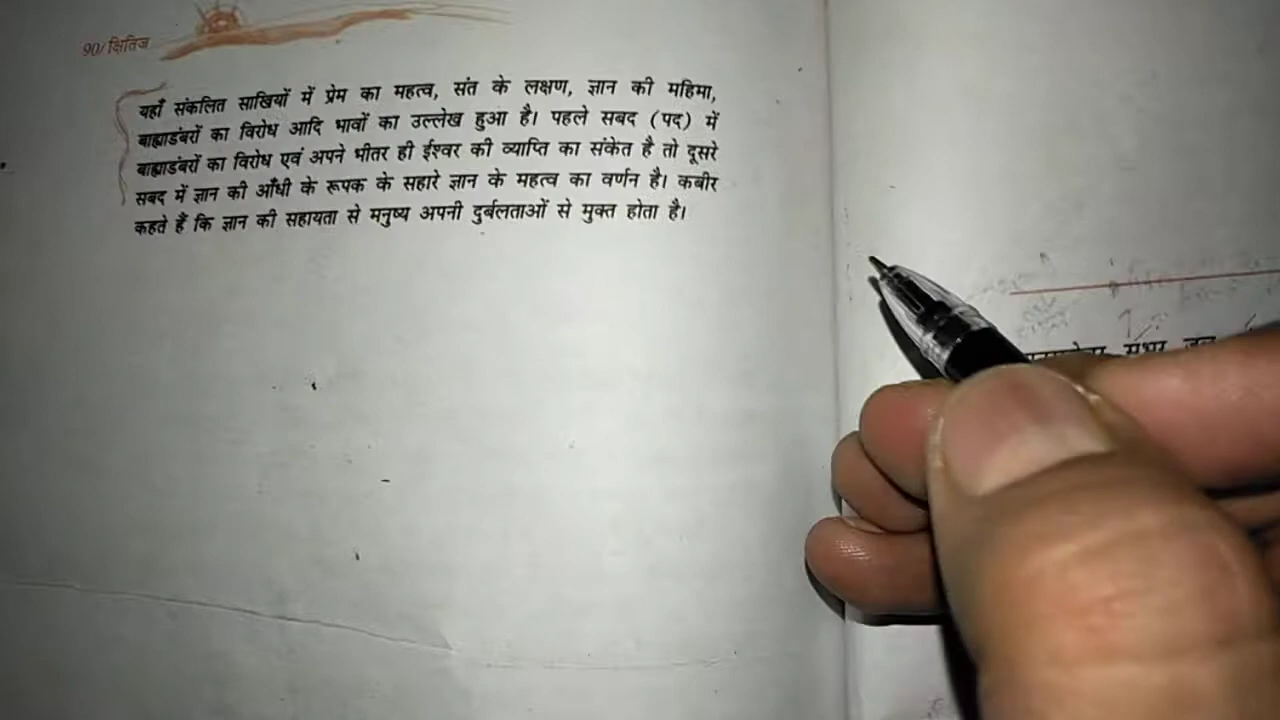 90/क्षितिज
यहाँ संकलित साखियों में प्रेम का महत्व, संत के लक्षण, ज्ञान की महिमा,
बाह्याडंबरों का विरोध आदि भावों का उल्लेख हुआ है। पहले सबद (पद) में
बाह्याडंबरों का विरोध एवं अपने भीतर ही ईश्वर की व्याप्ति का संकेत है तो दूसरे
सबद में ज्ञान की आँधी के रूपक के सहारे ज्ञान के महत्व का वर्णन है। कबीर
कहते हैं कि ज्ञान की सहायता से मनुष्य अपनी दुर्बलताओं से मुक्त होता है।